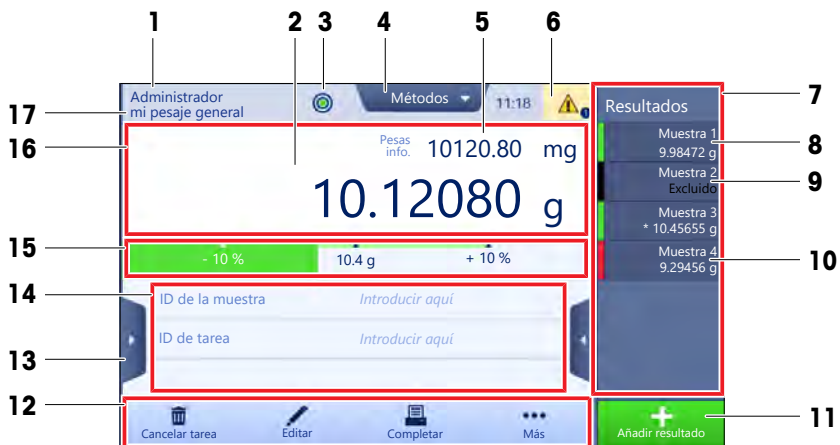 1
2
3
4
5
6
Administrador
mi pesaje general
Métodos
11:18
Resultados
7
17
16
Pesas
info.
10120.80 mg
10.12080 g
Muestra 1
9.98472 g
8
Muestra 2
Excluido
9
Muestra 3
* 10.45655 g
Muestra 4
9.29456 g
10
15
- 10 %
10.4 g
+ 10 %
14
ID de la muestra
Introducir aquí
ID de tarea
Introducir aquí
13
12
Cancelar tarea
Editar
Completar
Más
Añadir resultado
11